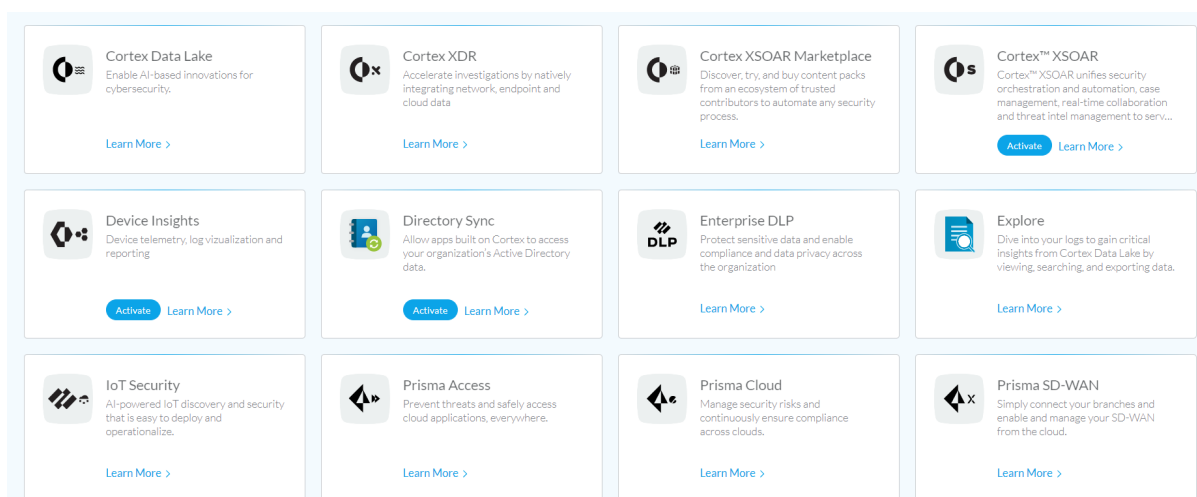 Cortex Data Lake
Enable AI-based innovations for
cybersecurity.
Learn More >
Cortex XDR
Accelerate investigations by natively
integrating network, endpoint and
cloud data
Learn More >
Cortex XSOAR Marketplace
Discover, try, and buy content packs
from an ecosystem of trusted
contributors to automate any security
process.
Learn More >
S
Cortex™ XSOAR
Cortex™ XSOAR unifies security
orchestration and automation, case
management, real-time collaboration
and threat intel management to serv...
Activate Learn More >
Device Insights
Device telemetry, log vizualization and
reporting
Activate Learn More >
Directory Sync
Allow apps built on Cortex to access
your organization's Active Directory
data.
Activate Learn More >
DLP
Enterprise DLP
Protect sensitive data and enable
compliance and data privacy across
the organization
Learn More >
Explore
Dive into your logs to gain critical
insights from Cortex Data Lake by
viewing, searching, and exporting data.
Learn More >
IoT Security
AI-powered IoT discovery and security
that is easy to deploy and
operationalize.
Learn More >
Prisma Access
Prevent threats and safely access
cloud applications, everywhere.
Learn More >
Prisma Cloud
Manage security risks and
continuously ensure compliance
across clouds.
Learn More >
Prisma SD-WAN
Simply connect your branches and
enable and manage your SD-WAN
from the cloud.
Learn More >